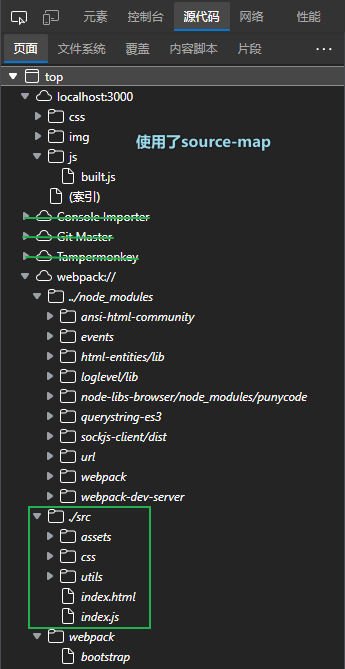 元素 控制台 源代码 网络 性能
页面 文件系统 覆盖 内容脚本 片段 ...
top
localhost:3000
css
img
使用了source-map
js
built.js
(索引)
Console Importer
Git Master
Tampermonkey
webpack://
../node_modules
ansi-html-community
events
html-entities/lib
loglevel/lib
node-libs-browser/node_modules/punycode
querystring-es3
sockjs-client/dist
url
webpack
webpack-dev-server
./src
assets
css
utils
index.html
index.js
webpack
bootstrap